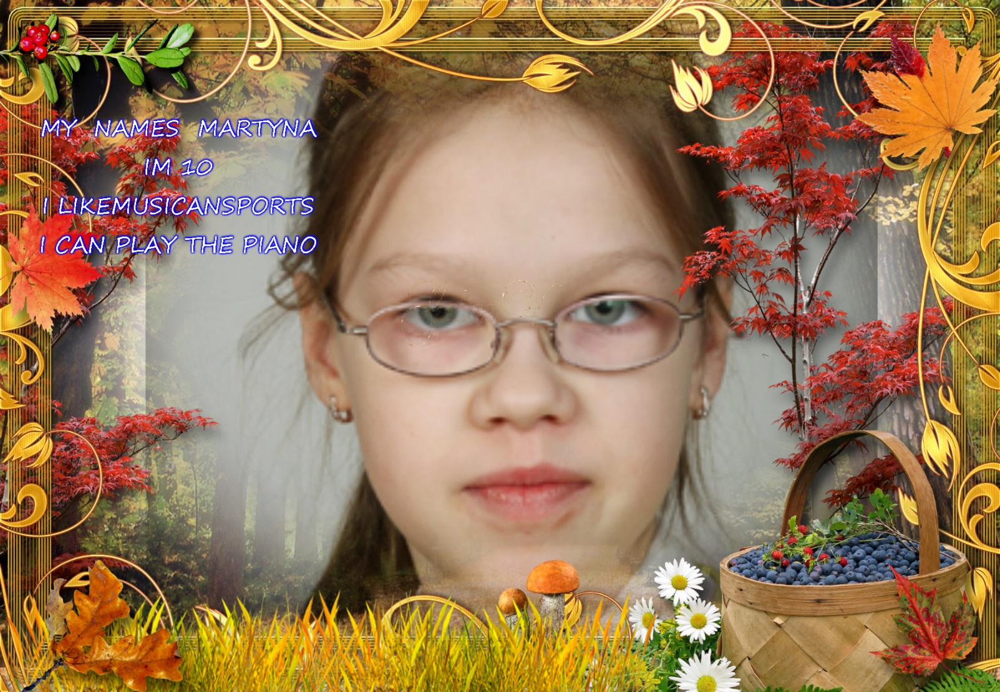 MY NAMES MARTYNA
IM 10
I LIKEMUSICANSPORTS
I CAN PLAY THE PIANO